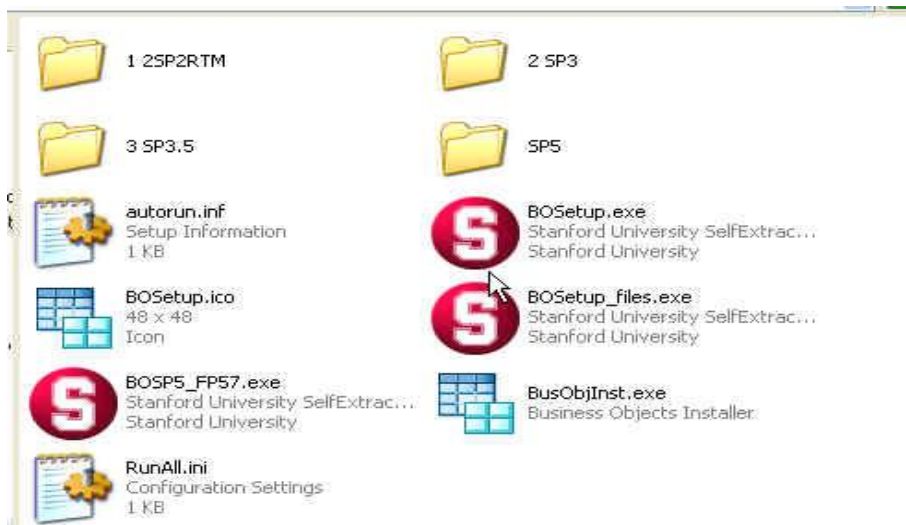 1 2SP2RTM
2 SP3
3 SP3.5
SP5
autorun.inf
Setup Information
1 KB
BOSetup.exe
Stanford University SelfExtrac...
Stanford University
BOSetup.ico
48 x 48
Icon
BOSetup_files.exe
Stanford University SelfExtrac...
Stanford University
BOSP5_FP57.exe
Stanford University SelfExtrac...
Stanford University
BusObjInst.exe
Business Objects Installer
RunAll.ini
Configuration Settings
1 KB